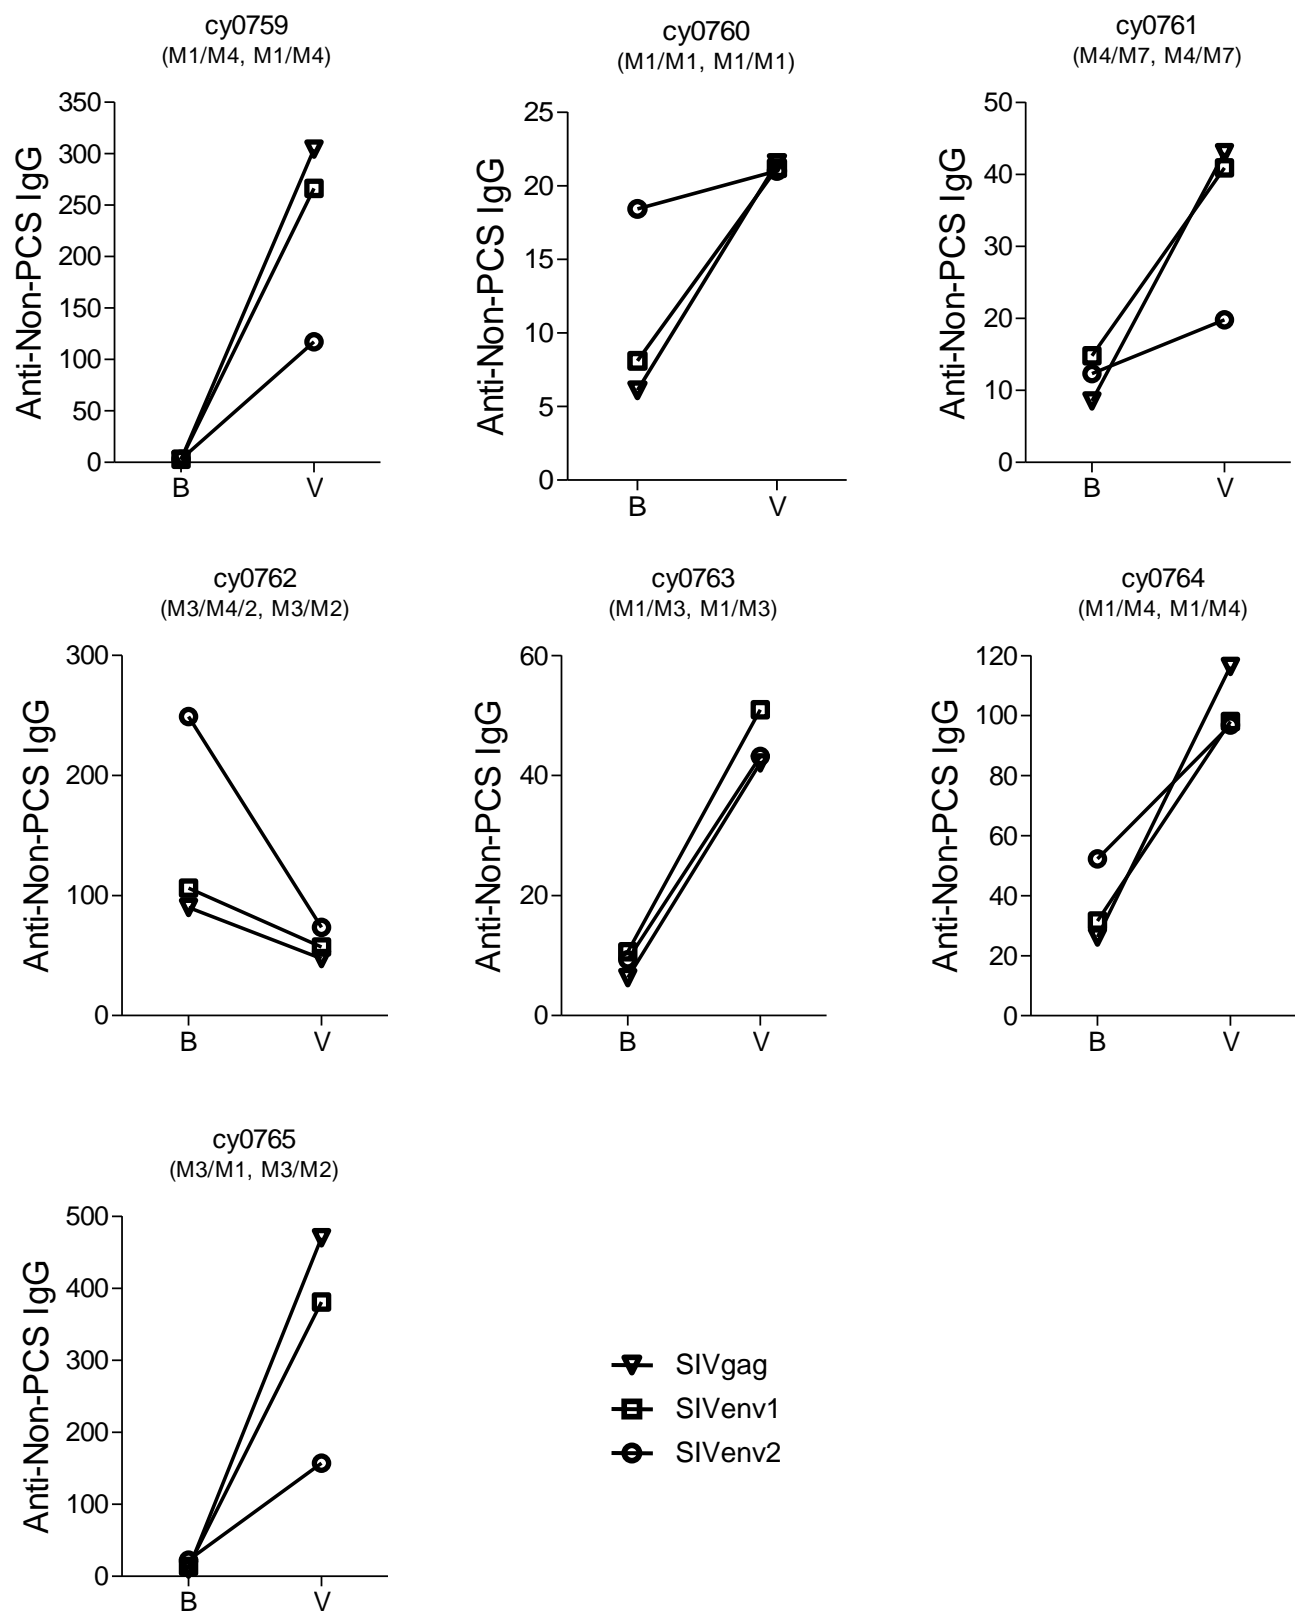 cy0759
(M1/M4, M1/M4)
Anti-Non-PCS IgG
350
300
250
200
150
100
50
0
B V
cy0760
(M1/M1, M1/M1)
Anti-Non-PCS IgG
25
20
15
10
5
0
B V
cy0761
(M4/M7, M4/M7)
Anti-Non-PCS IgG
50
40
30
20
10
0
B V
cy0762
(M3/M4/2, M3/M2)
Anti-Non-PCS IgG
300
200
100
0
B V
cy0763
(M1/M3, M1/M3)
Anti-Non-PCS IgG
60
40
20
0
B V
cy0764
(M1/M4, M1/M4)
Anti-Non-PCS IgG
120
100
80
60
40
20
0
B V
cy0765
(M3/M1, M3/M2)
Anti-Non-PCS IgG
500
400
300
200
100
0
B V
SIVgag
SIVenv1
SIVenv2